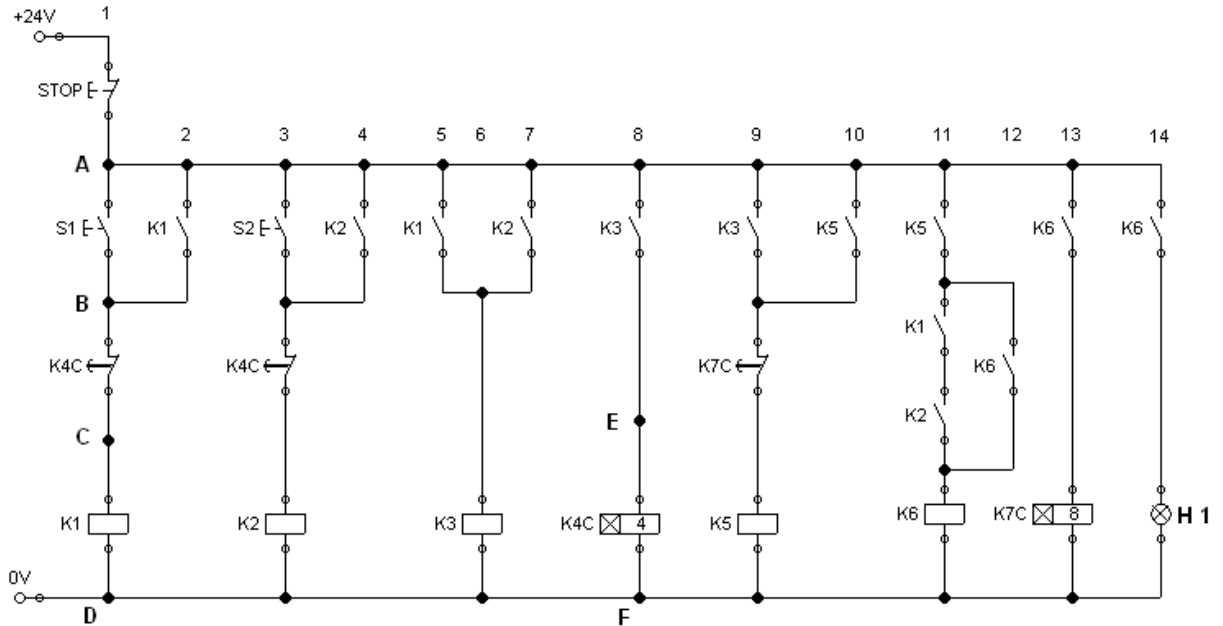 +24V 1
STOP
2 3 4 5 6 7 8 9 10 11 12 13 14
A
S1 K1 S2 K2 K1 K2 K3 K3 K5 K5 K6 K6
B
K1
K4C K4C K7C K6
K2
C E
K1 K2 K3 K4C 4 K5 K6 K7C 8 H 1
0V
D F